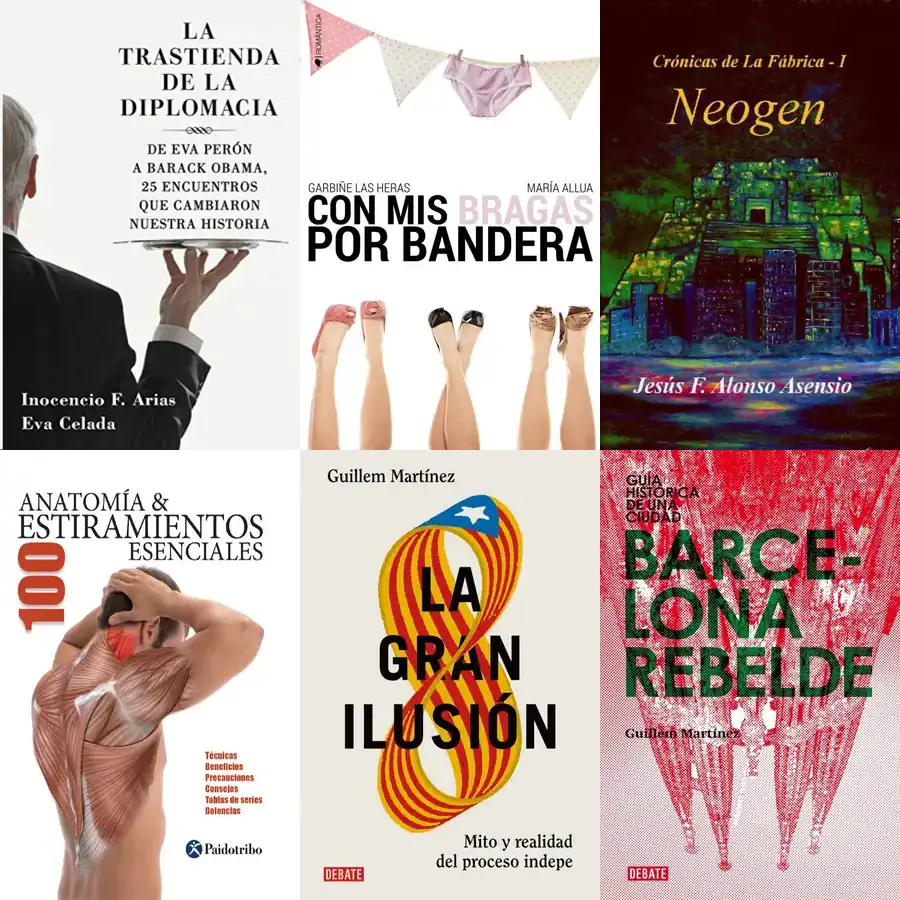 LA
TRASTIENDA
DE LA
DIPLOMACIA
DE EVA PERÓN
A BARACK OBAMA,
25 ENCUENTROS
QUE CAMBIARON
NUESTRA HISTORIA
Inocencio F. Arias
Eva Celada
ROMÁNTICA
GARBIÑE LAS HERAS
MARÍA ALLUA
CON MIS BRAGAS
POR BANDERA
Crónicas de La Fábrica - I
Neogen
Jesús F. Alonso Asensio
ANATOMÍA &
100
ESTIRAMIENTOS
ESENCIALES
Técnicas
Beneficios
Precauciones
Consejos
Tablas de series
Dolencias
Paidotribo
Guillem Martínez
LA
GRAN
ILUSIÓN
Mito y realidad
del proceso indepe
DEBATE
GUÍA
HISTÓRICA
DE UNA
CIUDAD
BARCE-
LONA
REBELDE
Guillem Martínez
DEBATE